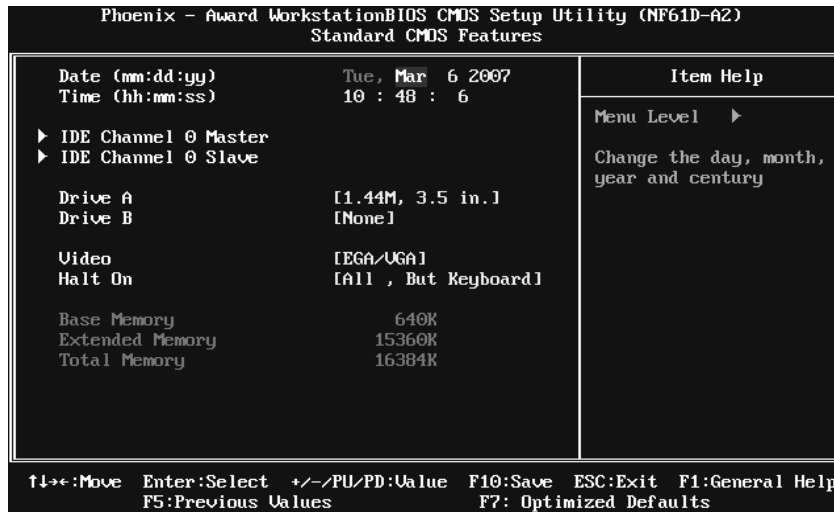 Phoenix - Award WorkstationBIOS CMOS Setup Utility (NF61D-A2)
Standard CMOS Features
Date (mm:dd:yy) Tue, Mar 6 2007
Time (hh:mm:ss) 10 : 48 : 6
▶ IDE Channel 0 Master
▶ IDE Channel 0 Slave
Drive A [1.44M, 3.5 in.]
Drive B [None]
Video [EGA/VGA]
Halt On [All , But Keyboard]
Base Memory 640K
Extended Memory 15360K
Total Memory 16384K
Item Help
Menu Level ▶
Change the day, month,
year and century
↑↓→←:Move Enter:Select +/-/PU/PD:Value F10:Save ESC:Exit F1:General Help
F5:Previous Values F7: Optimized Defaults